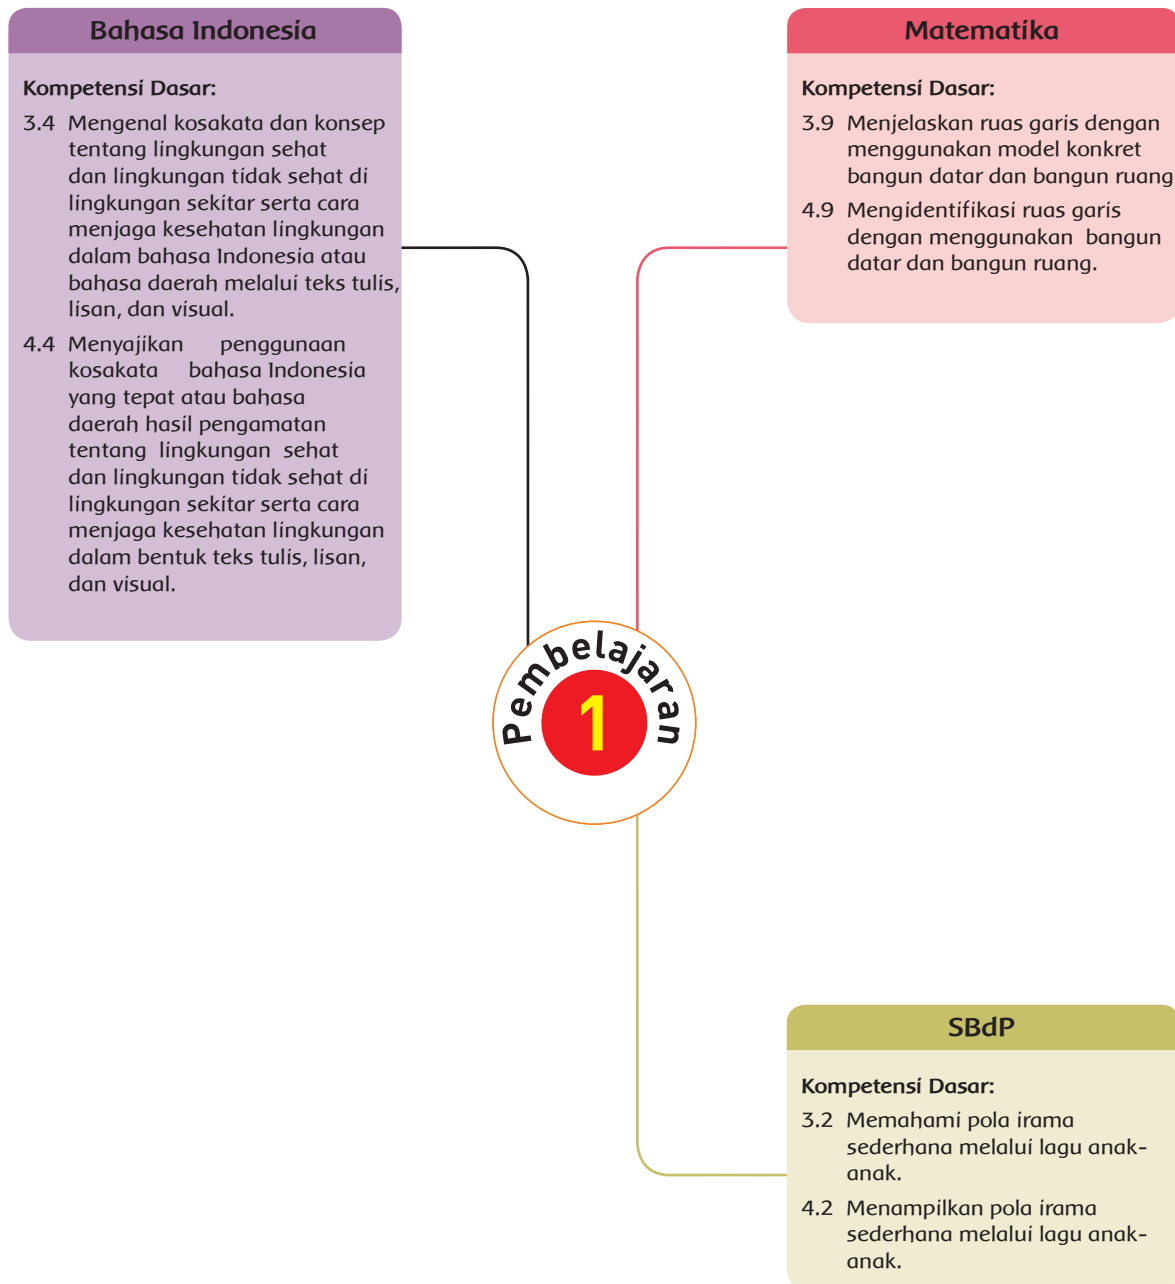 Bahasa Indonesia
Kompetensi Dasar:
3.4 Mengenal kosakata dan konsep
tentang lingkungan sehat
dan lingkungan tidak sehat di
lingkungan sekitar serta cara
menjaga kesehatan lingkungan
dalam bahasa Indonesia atau
bahasa daerah melalui teks tulis,
lisan, dan visual.
4.4 Menyajikan penggunaan
kosakata bahasa Indonesia
yang tepat atau bahasa
daerah hasil pengamatan
tentang lingkungan sehat
dan lingkungan tidak sehat di
lingkungan sekitar serta cara
menjaga kesehatan lingkungan
dalam bentuk teks tulis, lisan,
dan visual.
Matematika
Kompetensi Dasar:
3.9 Menjelaskan ruas garis dengan
menggunakan model konkret
bangun datar dan bangun ruang
4.9 Mengidentifikasi ruas garis
dengan menggunakan bangun
datar dan bangun ruang.
Pembelajaran
1
SBdP
Kompetensi Dasar:
3.2 Memahami pola irama
sederhana melalui lagu anak-
anak.
4.2 Menampilkan pola irama
sederhana melalui lagu anak-
anak.